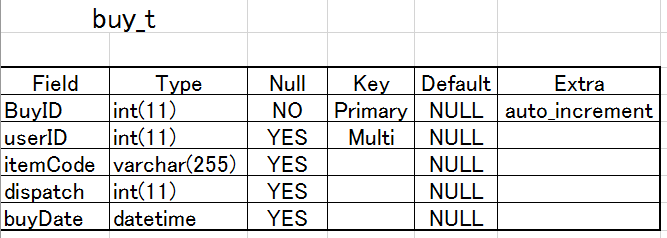 buy_t
Field Type Null Key Default Extra
BuyID int(11) NO Primary NULL auto_increment
userID int(11) YES Multi NULL
itemCode varchar(255) YES NULL
dispatch int(11) YES NULL
buyDate datetime YES NULL